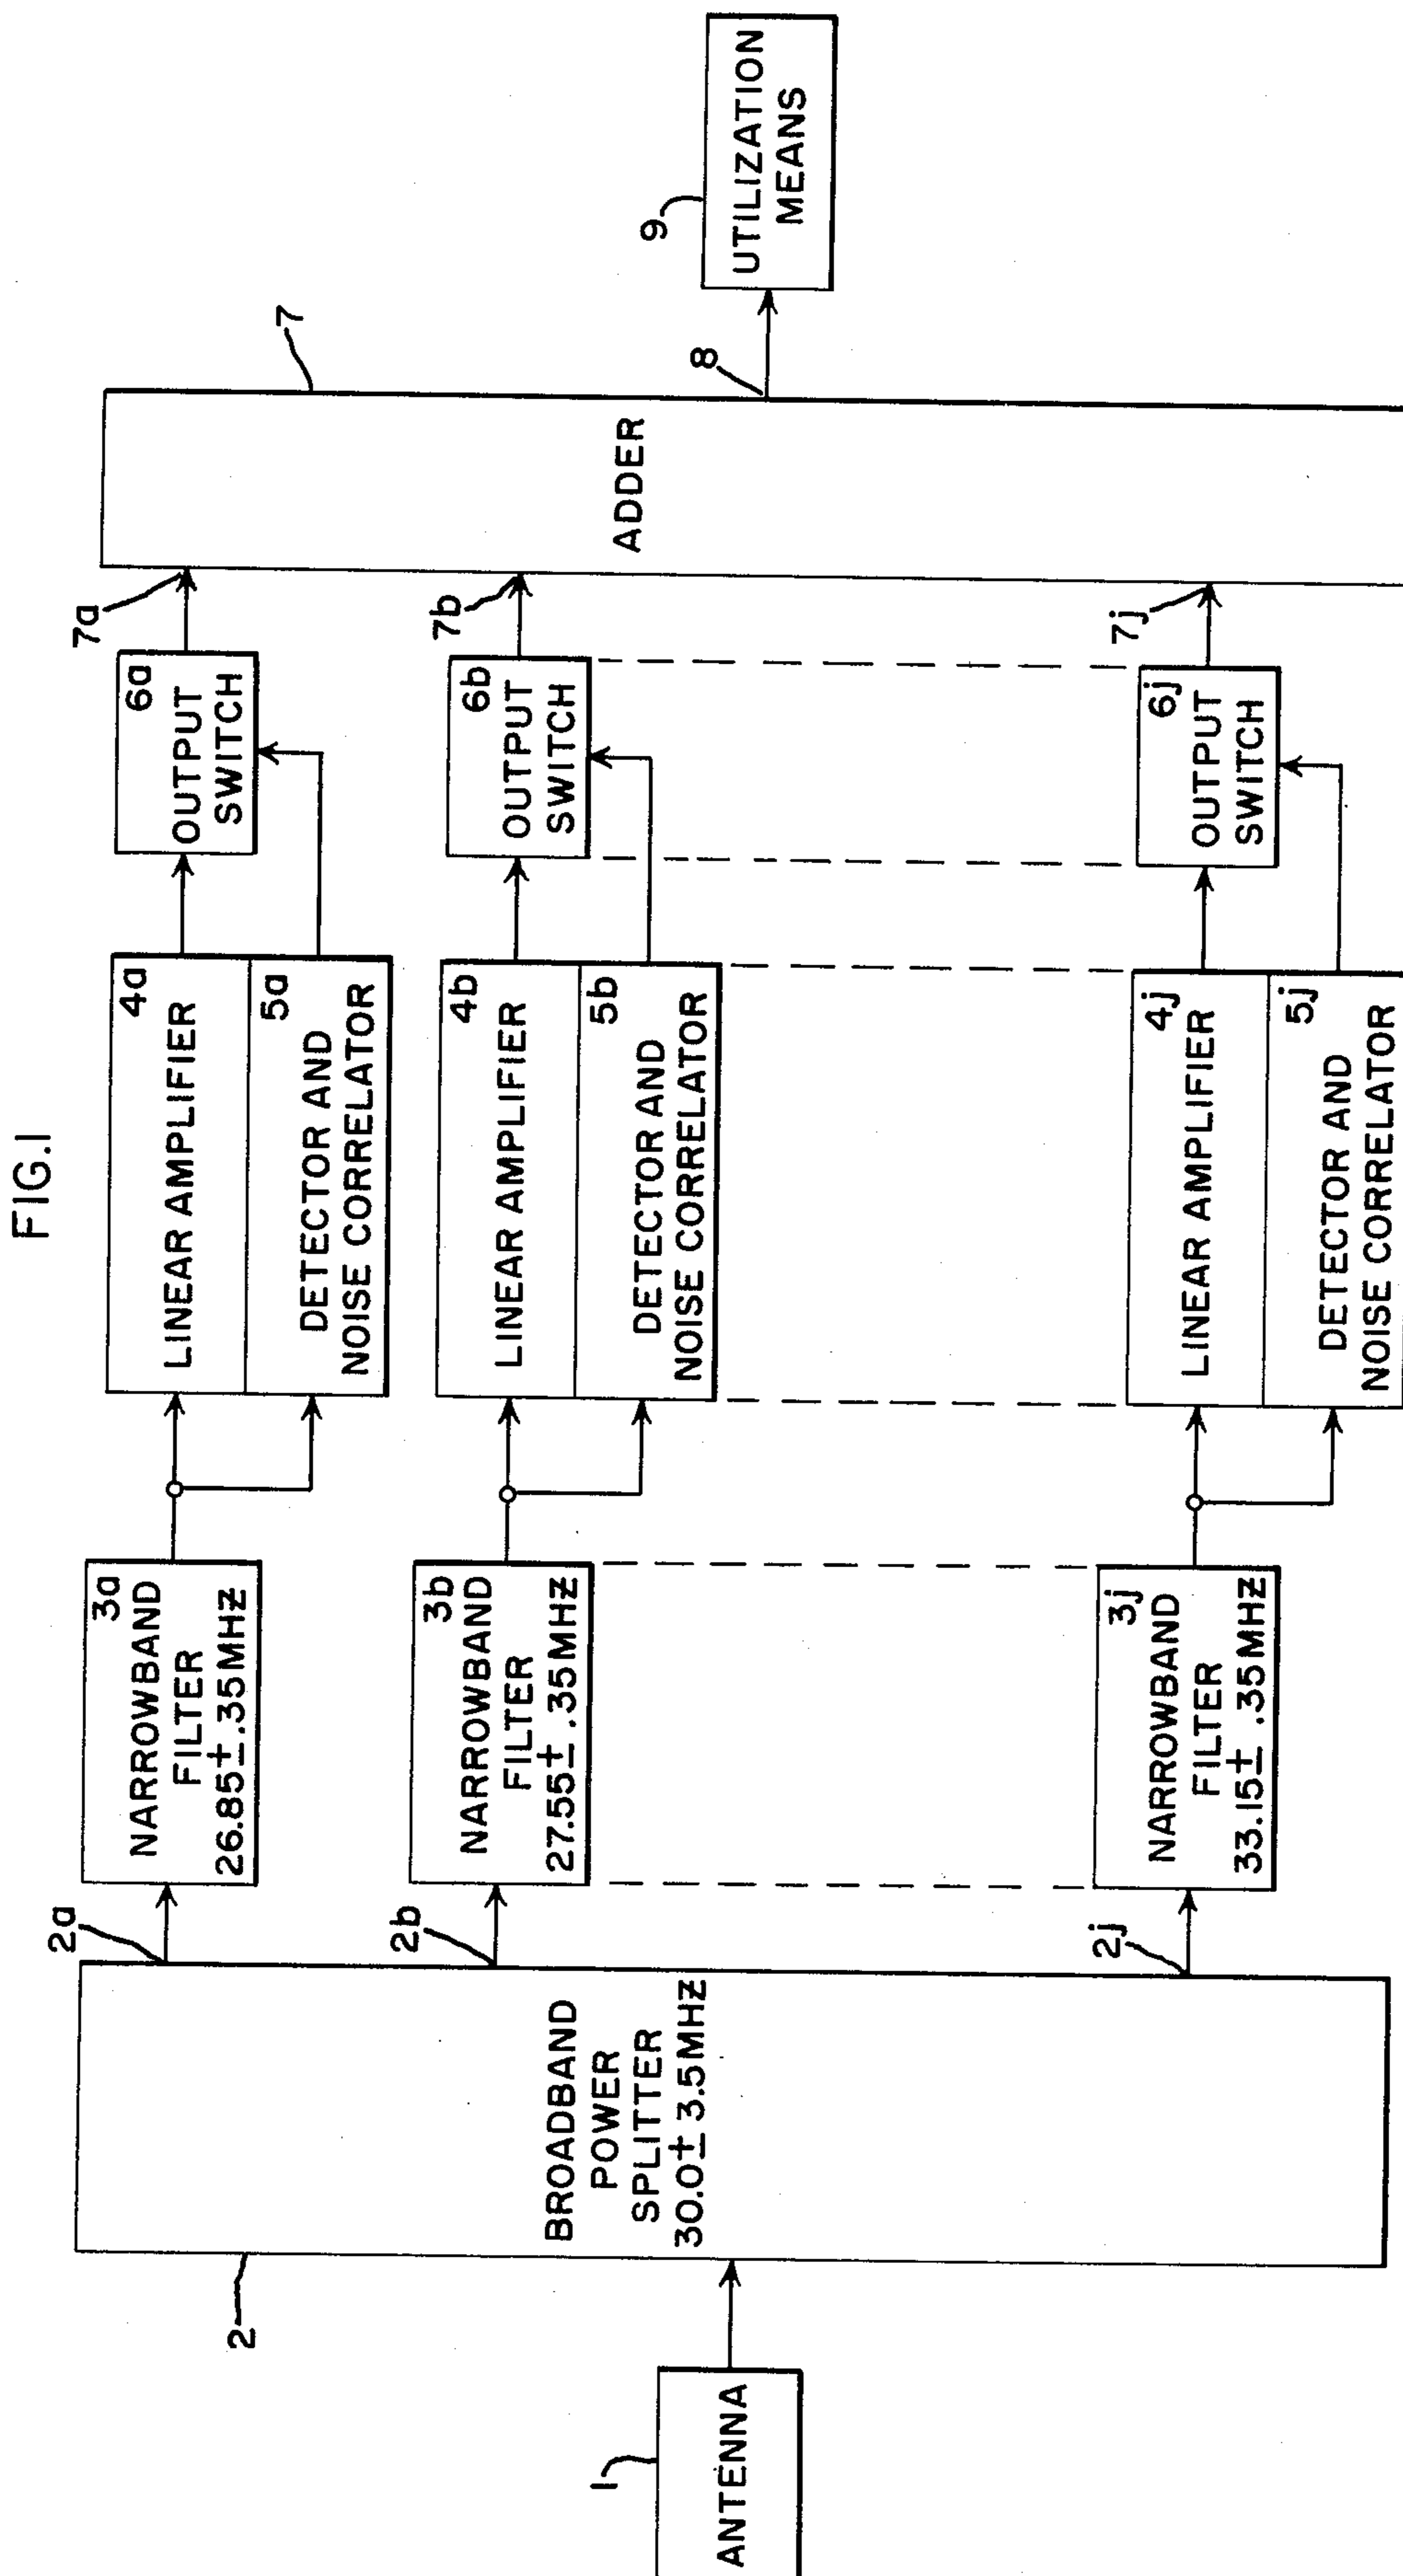 FIG.1
1
ANTENNA
2
BROADBAND
POWER
SPLITTER
30.0± 3.5MHZ
2a
2b
2j
3a
NARROWBAND
FILTER
26.85±.35MHZ
3b
NARROWBAND
FILTER
27.55±.35MHZ
3j
NARROWBAND
FILTER
33.15± .35MHZ
4a
LINEAR AMPLIFIER
5a
DETECTOR AND
NOISE CORRELATOR
4b
LINEAR AMPLIFIER
5b
DETECTOR AND
NOISE CORRELATOR
4j
LINEAR AMPLIFIER
5j
DETECTOR AND
NOISE CORRELATOR
6a
OUTPUT
SWITCH
6b
OUTPUT
SWITCH
6j
OUTPUT
SWITCH
7a
7b
7j
7
ADDER
8
9
UTILIZATION
MEANS